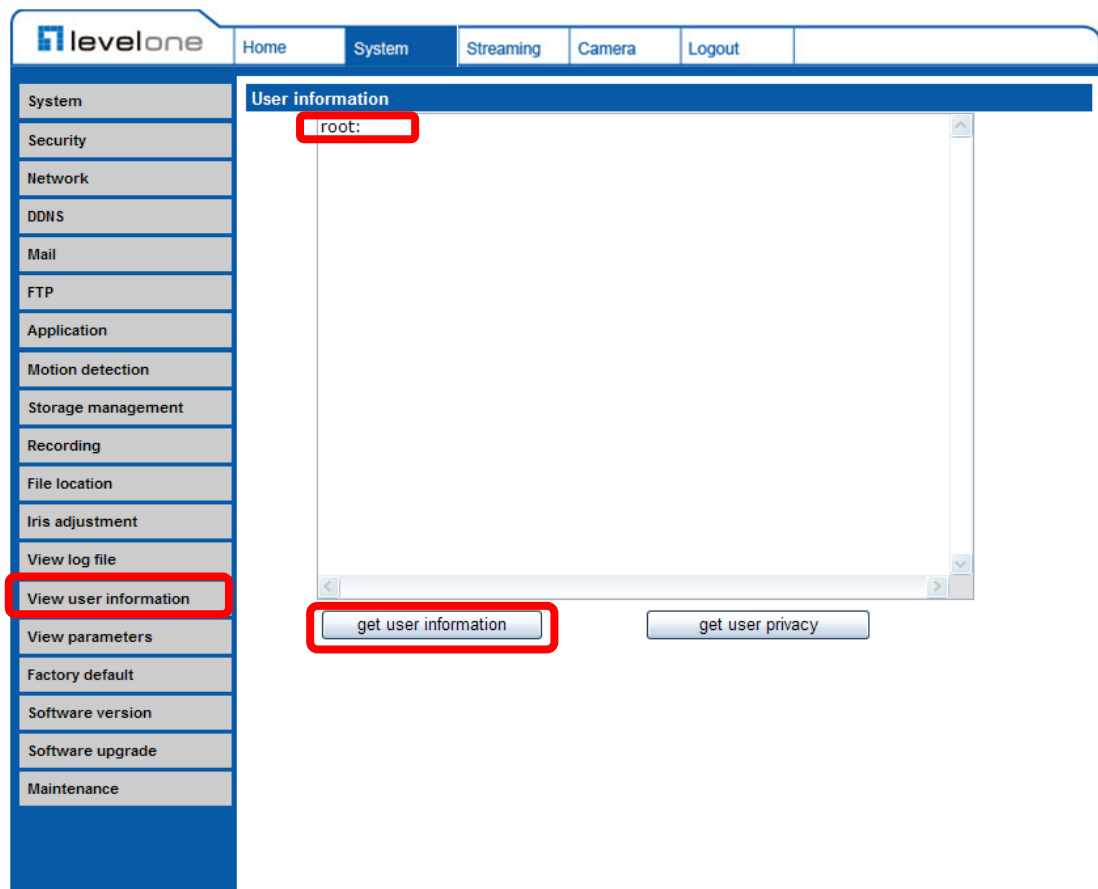 levelone
Home System Streaming Camera Logout
System
Security
Network
DDNS
Mail
FTP
Application
Motion detection
Storage management
Recording
File location
Iris adjustment
View log file
View user information
View parameters
Factory default
Software version
Software upgrade
Maintenance
User information
root:
get user information get user privacy